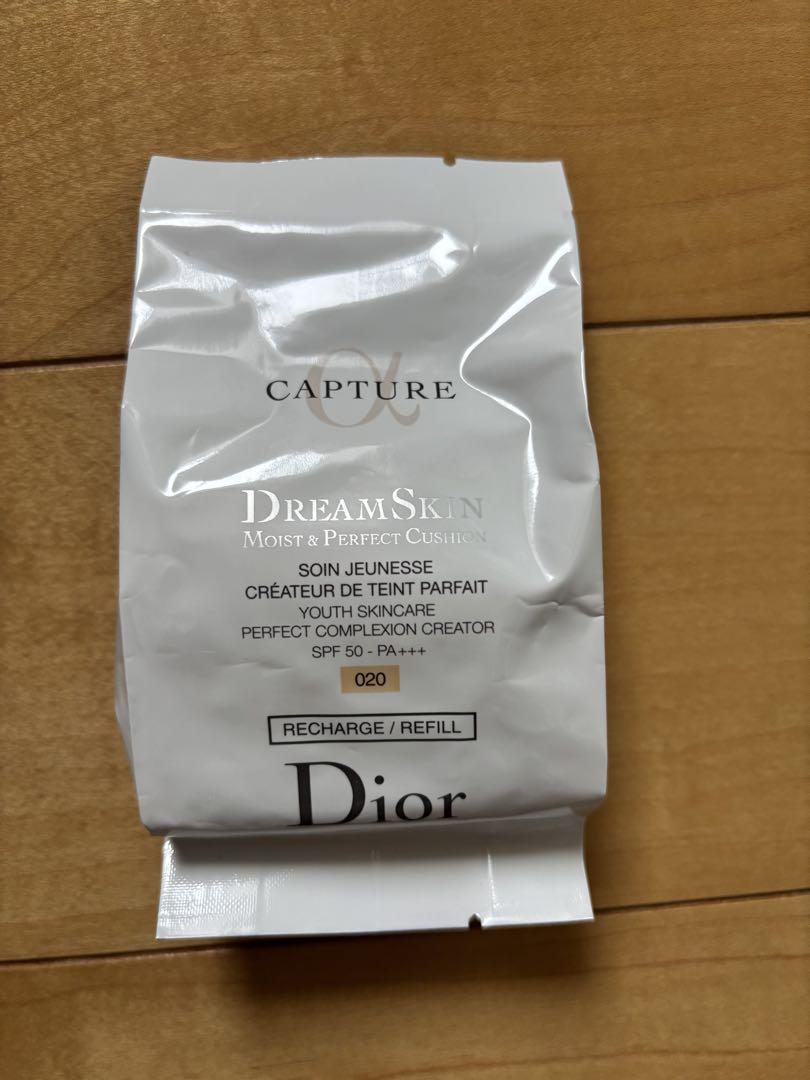 α
CAPTURE
DREAMSKIN
MOIST & PERFECT CUSHION
SOIN JEUNESSE
CRÉATEUR DE TEINT PARFAIT
YOUTH SKINCARE
PERFECT COMPLEXION CREATOR
SPF 50 - PA+++
020
RECHARGE / REFILL
Dior